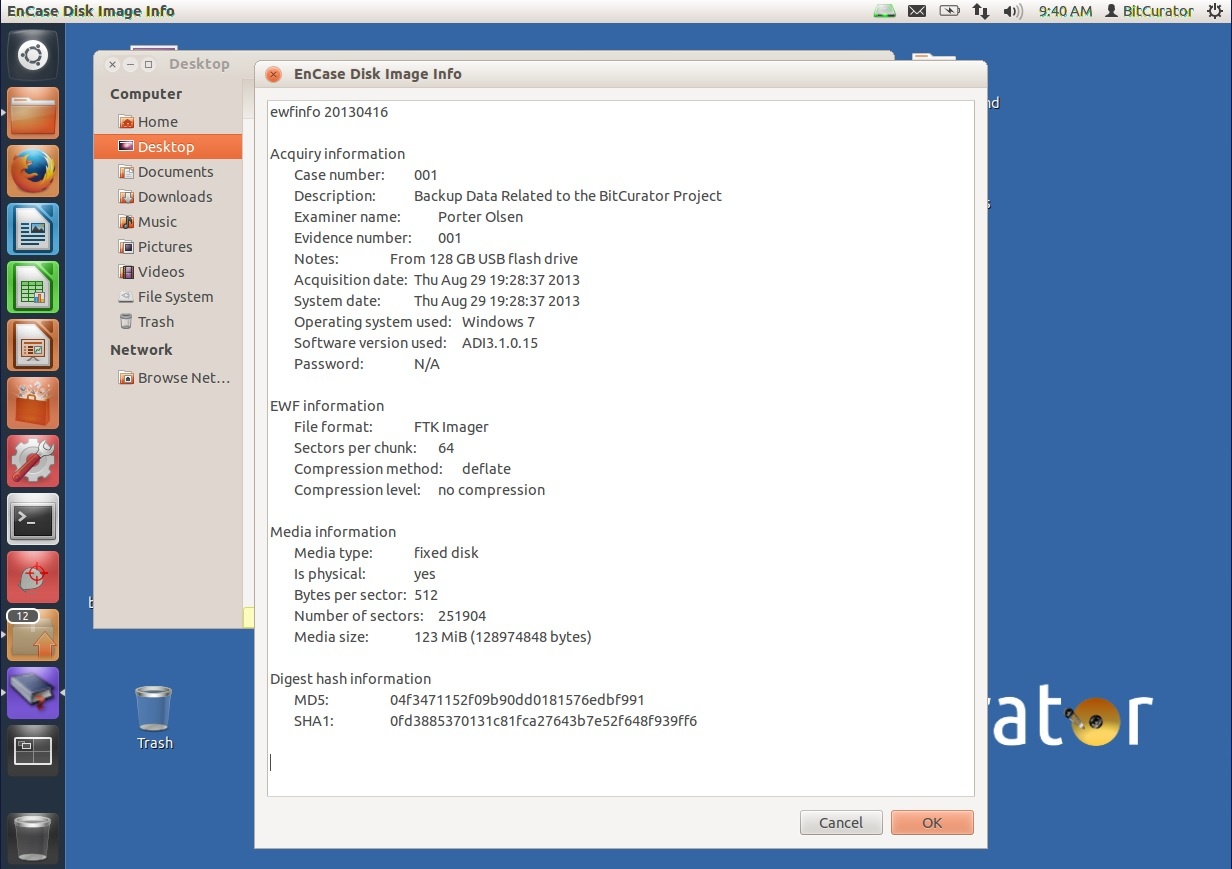 EnCase Disk Image Info
9:40 AM BitCurator
Desktop
Computer
Home
Desktop
Documents
Downloads
Music
Pictures
Videos
File System
Trash
Network
Browse Net…
EnCase Disk Image Info
ewfinfo 20130416
Acquiry information
Case number: 001
Description: Backup Data Related to the BitCurator Project
Examiner name: Porter Olsen
Evidence number: 001
Notes: From 128 GB USB flash drive
Acquisition date: Thu Aug 29 19:28:37 2013
System date: Thu Aug 29 19:28:37 2013
Operating system used: Windows 7
Software version used: ADI3.1.0.15
Password: N/A
EWF information
File format: FTK Imager
Sectors per chunk: 64
Compression method: deflate
Compression level: no compression
Media information
Media type: fixed disk
Is physical: yes
Bytes per sector: 512
Number of sectors: 251904
Media size: 123 MiB (128974848 bytes)
Digest hash information
MD5: 04f3471152f09b90dd0181576edbf991
SHA1: 0fd3885370131c81fca27643b7e52f648f939ff6
Cancel
OK
12
Trash
rator
nd